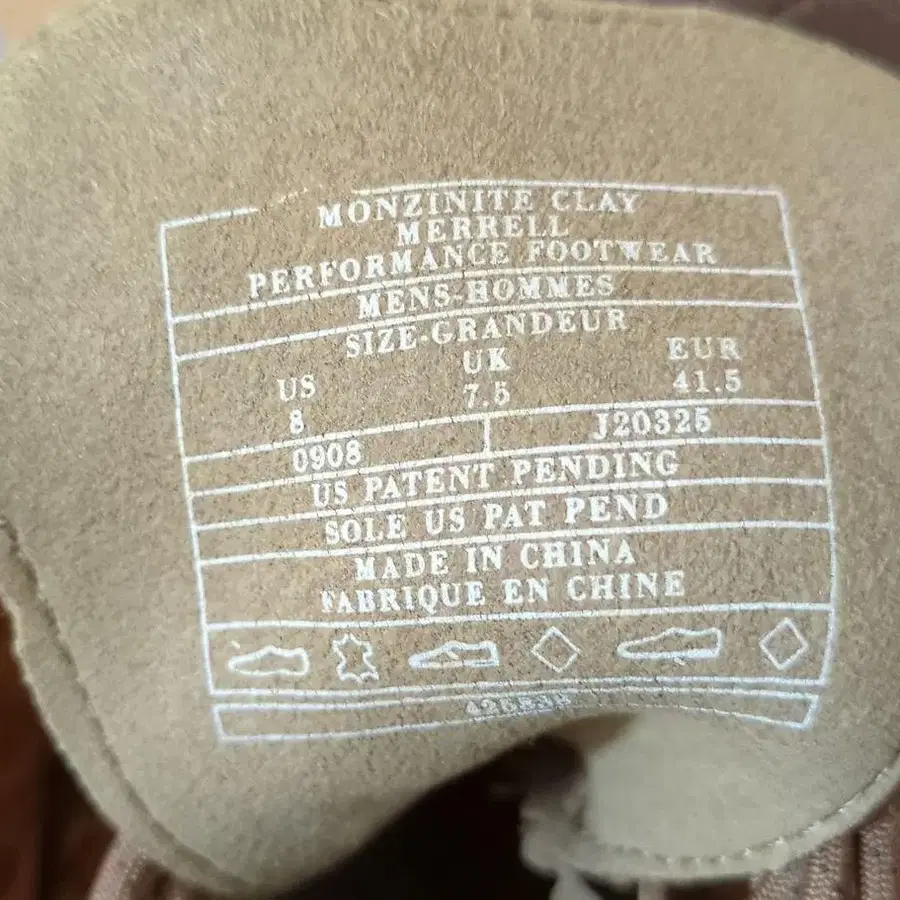 MONZINITE CLAY
MERRELL
PERFORMANCE FOOTWEAR
MENS-HOMMES
SIZE-GRANDEUR
US UK EUR
8 7.5 41.5
0908 J20325
US PATENT PENDING
SOLE US PAT PEND
MADE IN CHINA
FABRIQUE EN CHINE